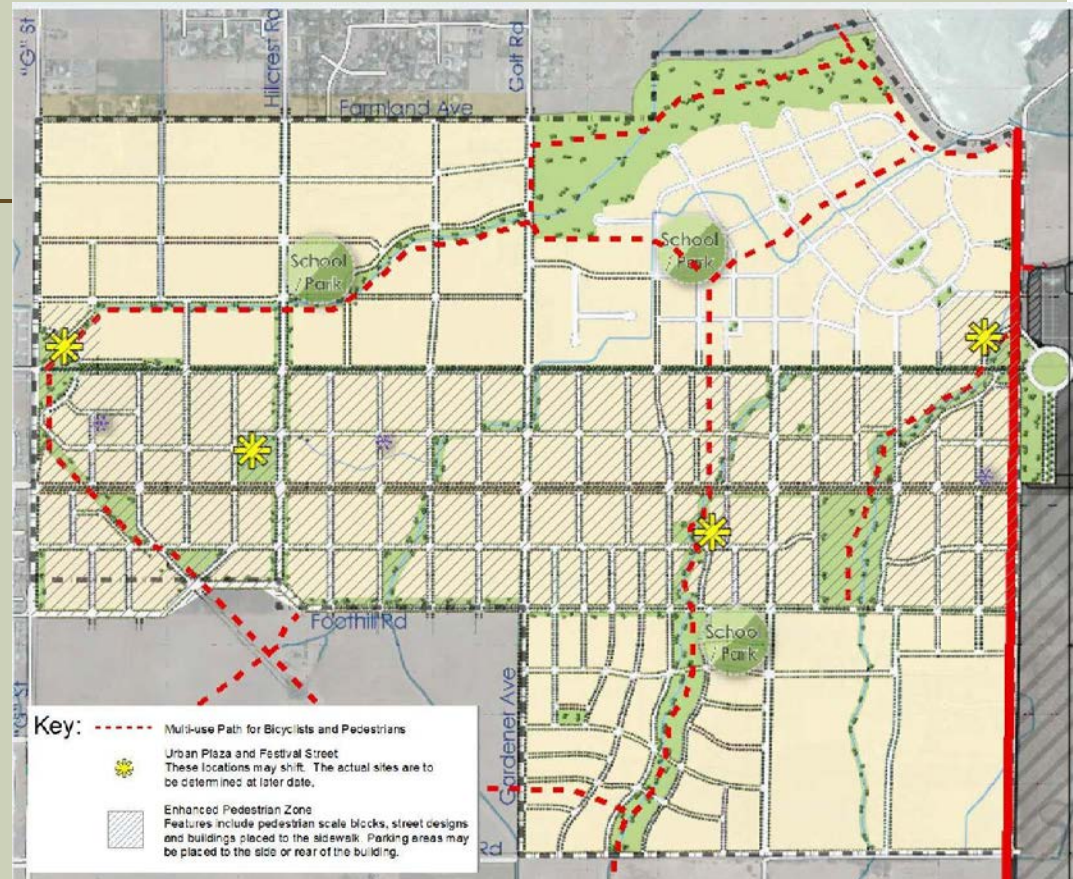 "G" St
Hillcrest Rd
Golf Rd
Farmland Ave
School
/ Park
School
/ Park
Foothill Rd
School
/ Park
"G" St
Gardener Ave
Rd
Key:
Multi-use Path for Bicyclists and Pedestrians
Urban Plaza and Festival Street
These locations may shift. The actual sites are to
be determined at later date.
Enhanced Pedestrian Zone
Features include pedestrian scale blocks, street designs
and buildings placed to the sidewalk. Parking areas may
be placed to the side or rear of the building.